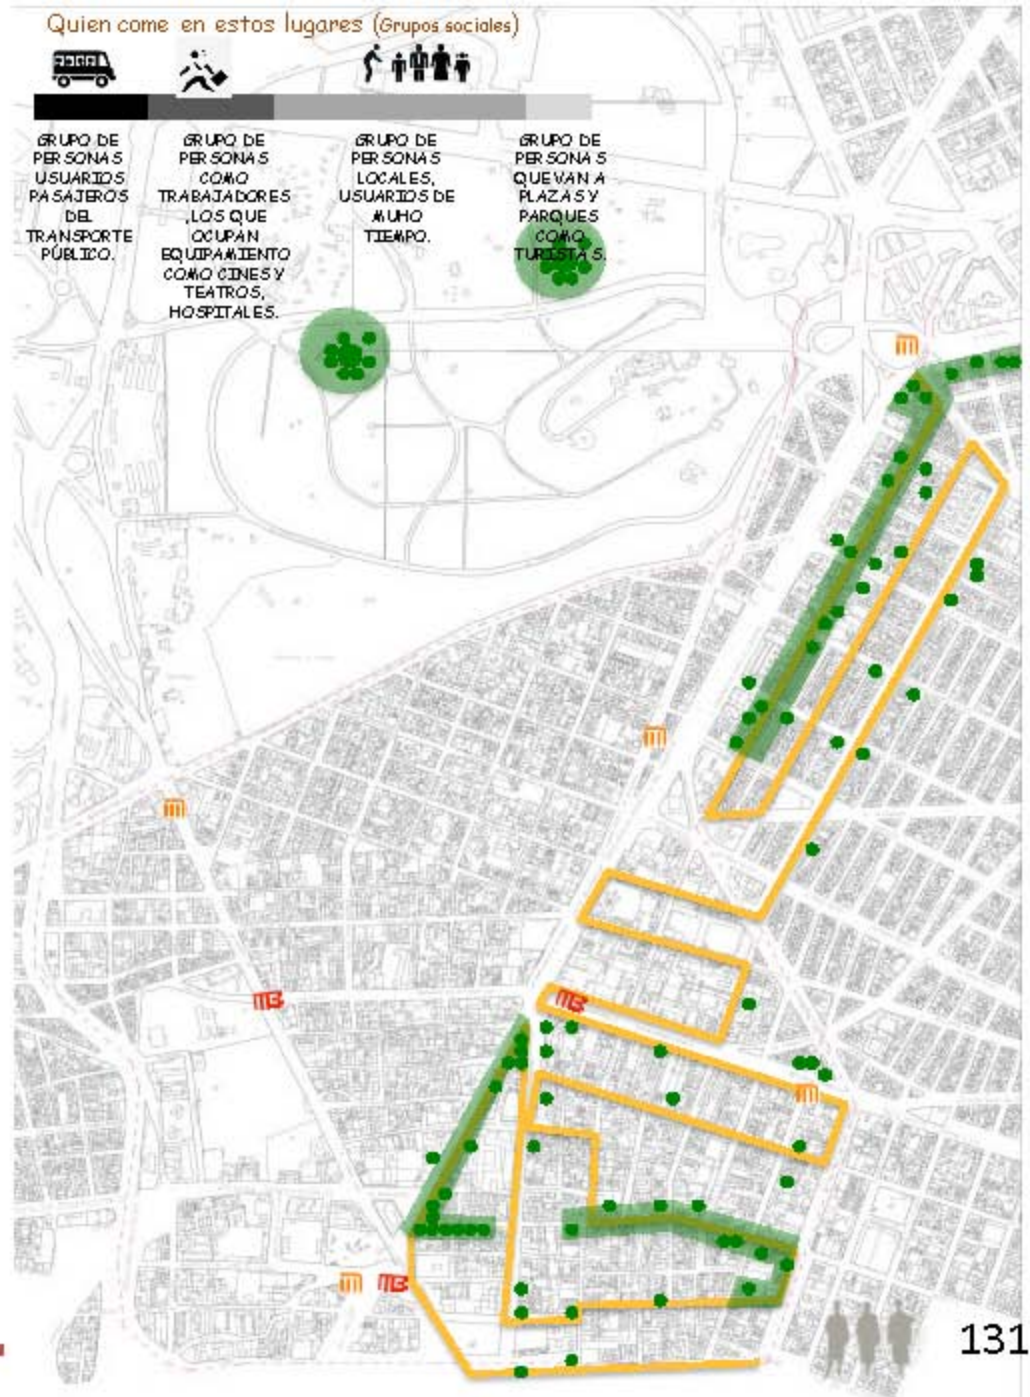 Quien come en estos lugares (Grupos sociales)
GRUPO DE
PERSONAS
USUARIOS
PASAJEROS
DEL
TRANSPORTE
PÚBLICO.
GRUPO DE
PERSONAS
COMO
TRABAJADORES
,LOS QUE
OCUPAN
EQUIPAMIENTO
COMO CINES Y
TEATROS,
HOSPITALES.
GRUPO DE
PERSONAS
LOCALES,
USUARIOS DE
MUHO
TIEMPO.
GRUPO DE
PERSONAS
QUE VAN A
PLAZAS Y
PARQUES
COMO
TURISTAS.
131